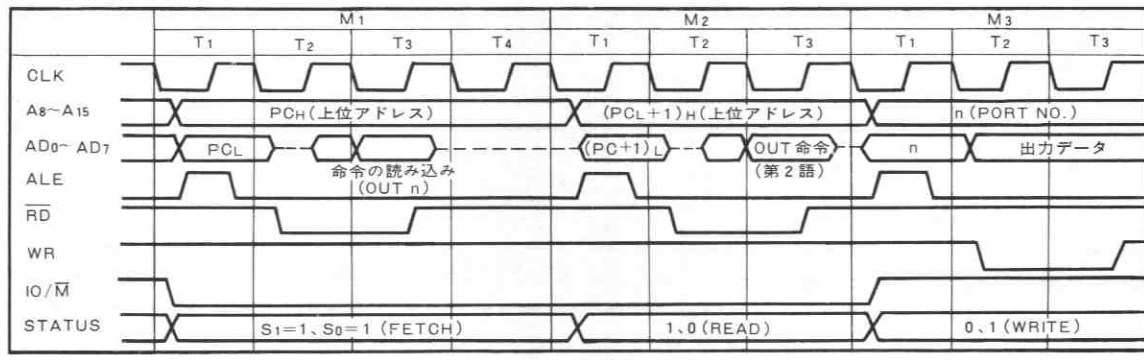 M1 M2 M3
T1 T2 T3 T4 T1 T2 T3 T1 T2 T3
CLK
A8~A15 PCH(上位アドレス) (PCL+1)H(上位アドレス) n(PORT NO.)
AD0~AD7 PCL (PC+1)L OUT命令 n 出力データ
命令の読み込み (第2語)
(OUT n)
ALE
RD
WR
IO/M
STATUS S1=1、S0=1 (FETCH) 1、0(READ) 0、1(WRITE)